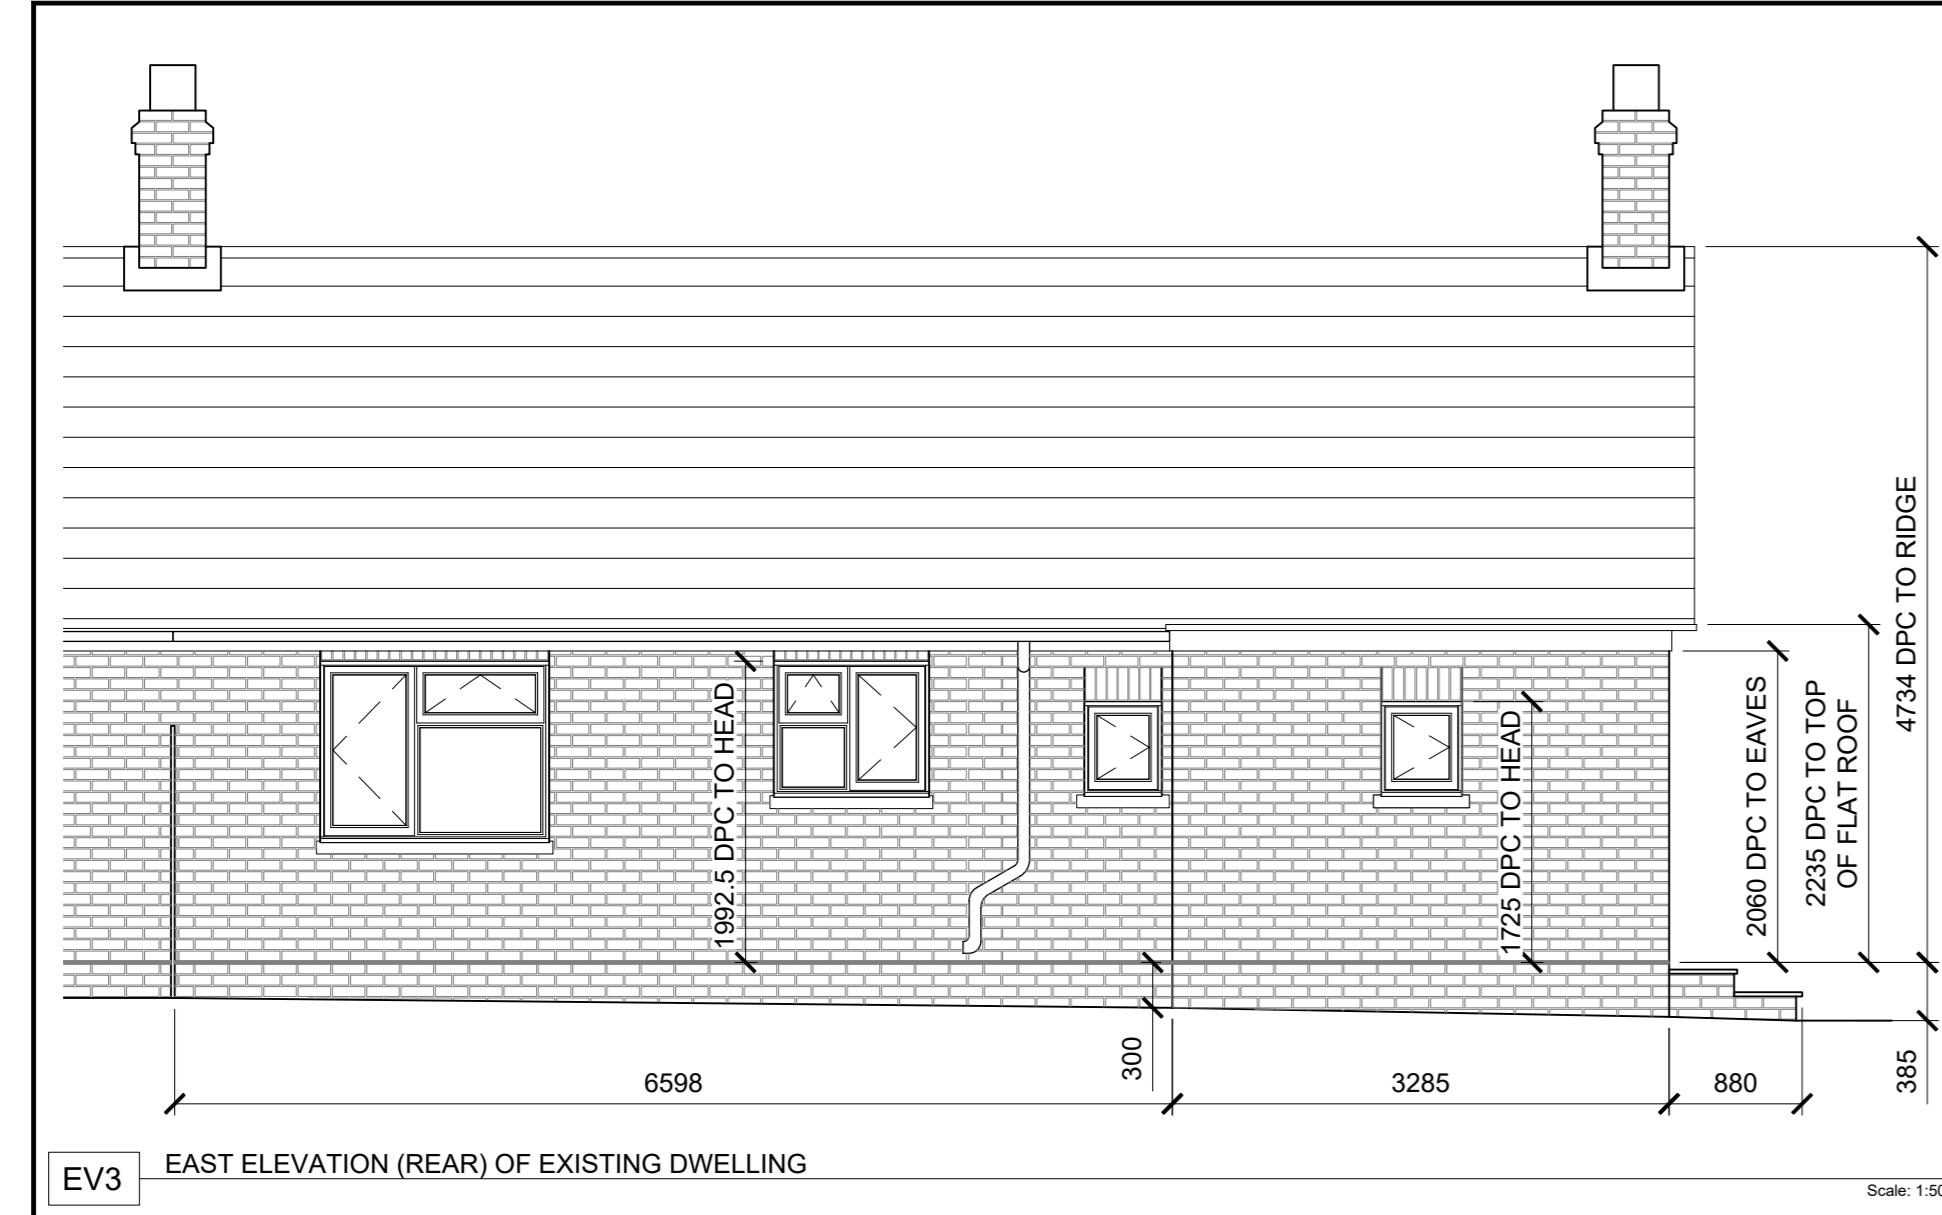 1992.5 DPC TO HEAD
1725 DPC TO HEAD
2060 DPC TO EAVES
2235 DPC TO TOP
OF FLAT ROOF
4734 DPC TO RIDGE
300
385
6598
3285
880
EV3
EAST ELEVATION (REAR) OF EXISTING DWELLING
Scale: 1:50